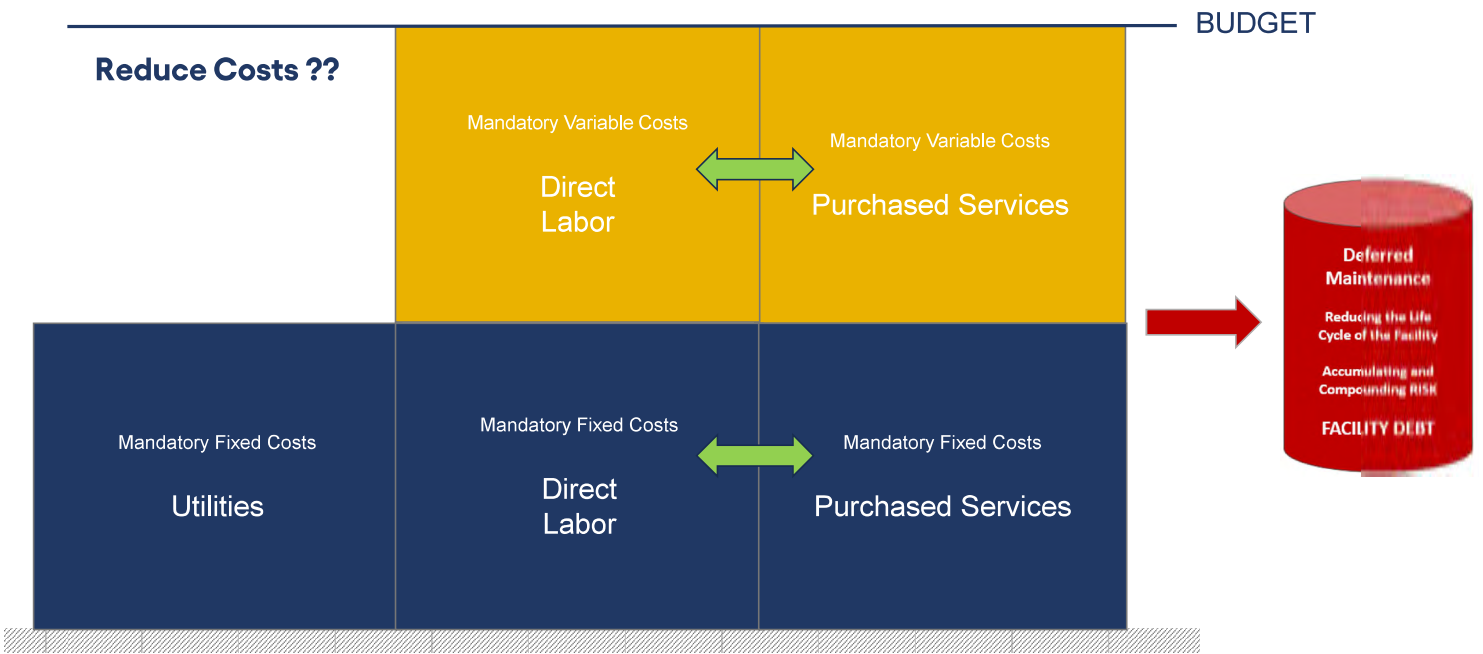 BUDGET
Reduce Costs ??
Mandatory Variable Costs
Direct
Labor
Mandatory Variable Costs
Purchased Services
Deferred
Maintenance
Reducing the Life
Cycle of the Facility
Accumulating and
Compounding RISK
FACILITY DEBT
Mandatory Fixed Costs
Utilities
Mandatory Fixed Costs
Direct
Labor
Mandatory Fixed Costs
Purchased Services